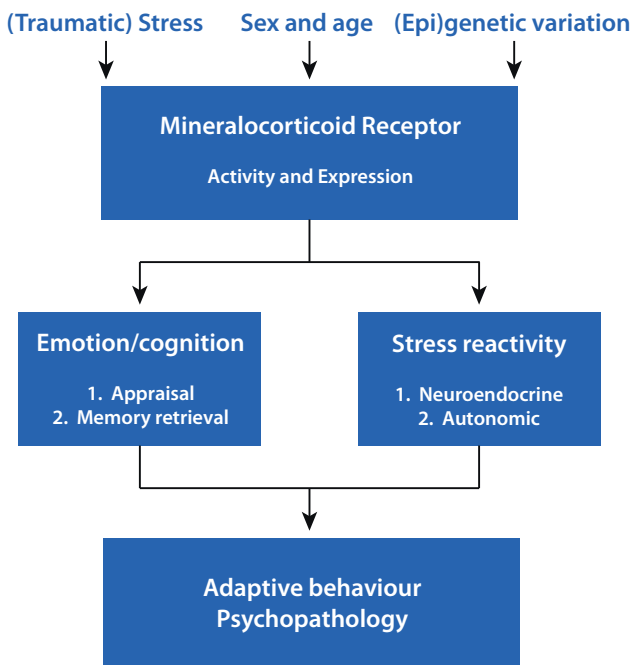 (Traumatic) Stress
Sex and age
(Epi)genetic variation
Mineralocorticoid Receptor
Activity and Expression
Emotion/cognition
1. Appraisal
2. Memory retrieval
Stress reactivity
1. Neuroendocrine
2. Autonomic
Adaptive behaviour
Psychopathology